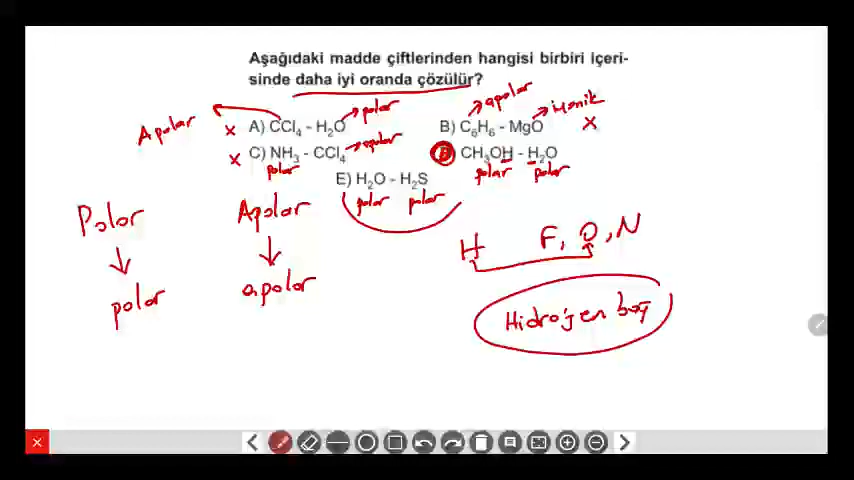 Aşağıdaki madde çiftlerinden hangisi birbiri içeri-
sinde daha iyi oranda çözülür?
Apolar x A) CCl₄ - H₂O polar
B) C₆H₆ - MgO apolar iyonik x
x C) NH₃ - CCl₄ apolar
polar
D CH₃OH - H₂O
polar polar
E) H₂O - H₂S
polar polar
Polar Apolar
polar apolar
H F, O, N
Hidrojen bağ